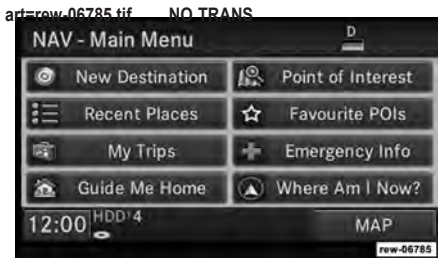 art=rew-06785.tif NO TRANS
NAV - Main Menu D
New Destination Point of Interest
Recent Places Favourite POIs
My Trips Emergency Info
Guide Me Home Where Am I Now?
12:00 HDD 4 MAP
rew-06785